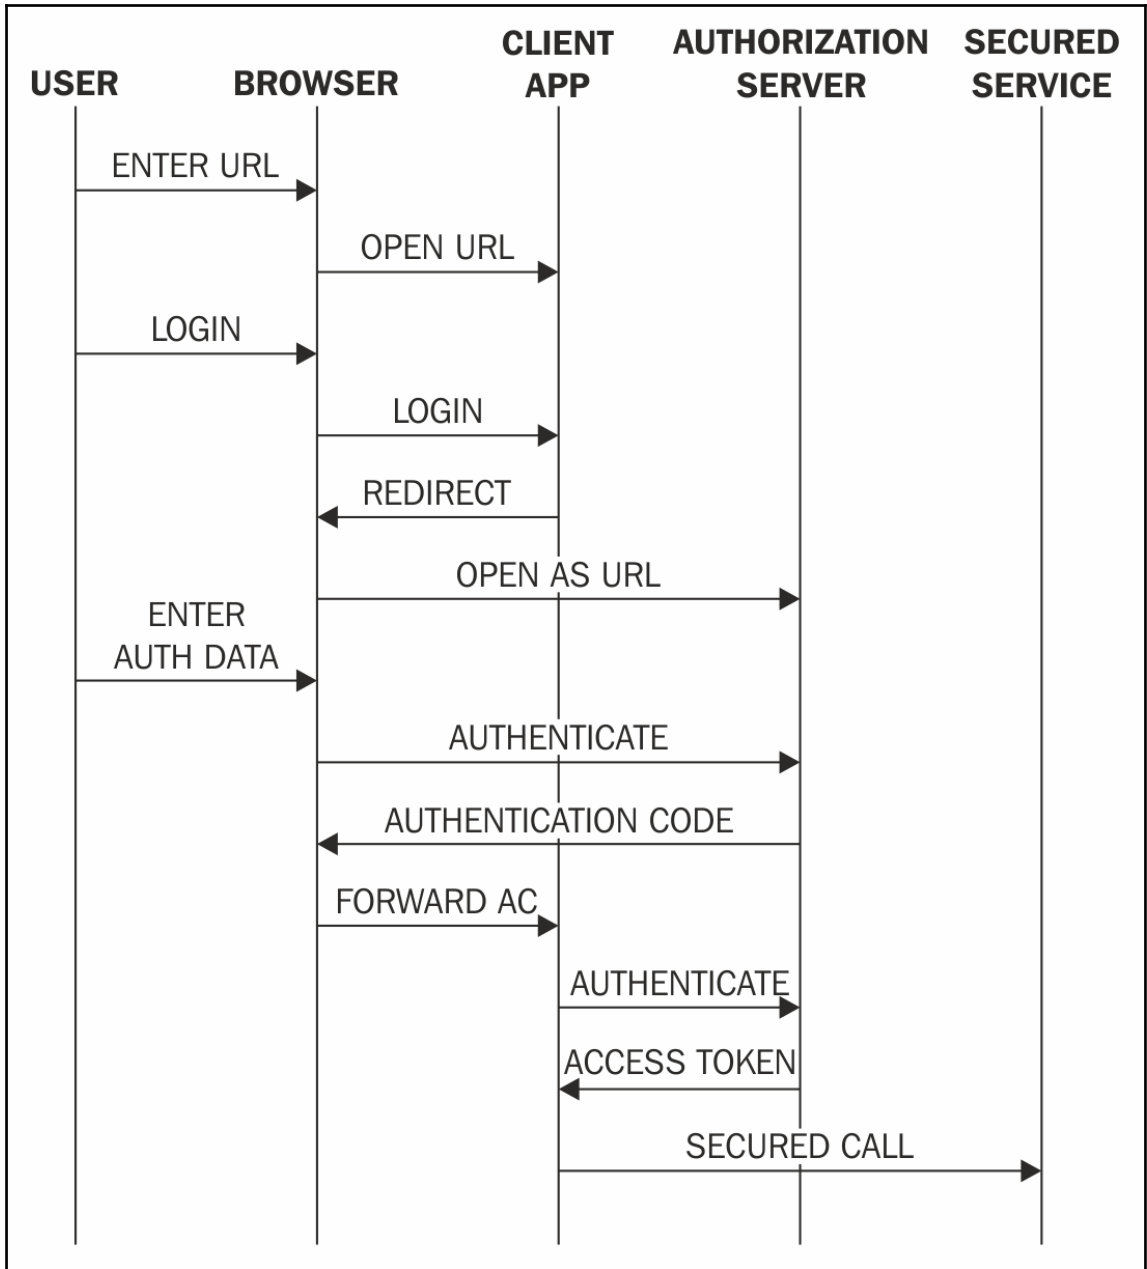 USER
BROWSER
CLIENT
APP
AUTHORIZATION
SERVER
SECURED
SERVICE
ENTER URL
OPEN URL
LOGIN
LOGIN
REDIRECT
OPEN AS URL
ENTER
AUTH DATA
AUTHENTICATE
AUTHENTICATION CODE
FORWARD AC
AUTHENTICATE
ACCESS TOKEN
SECURED CALL